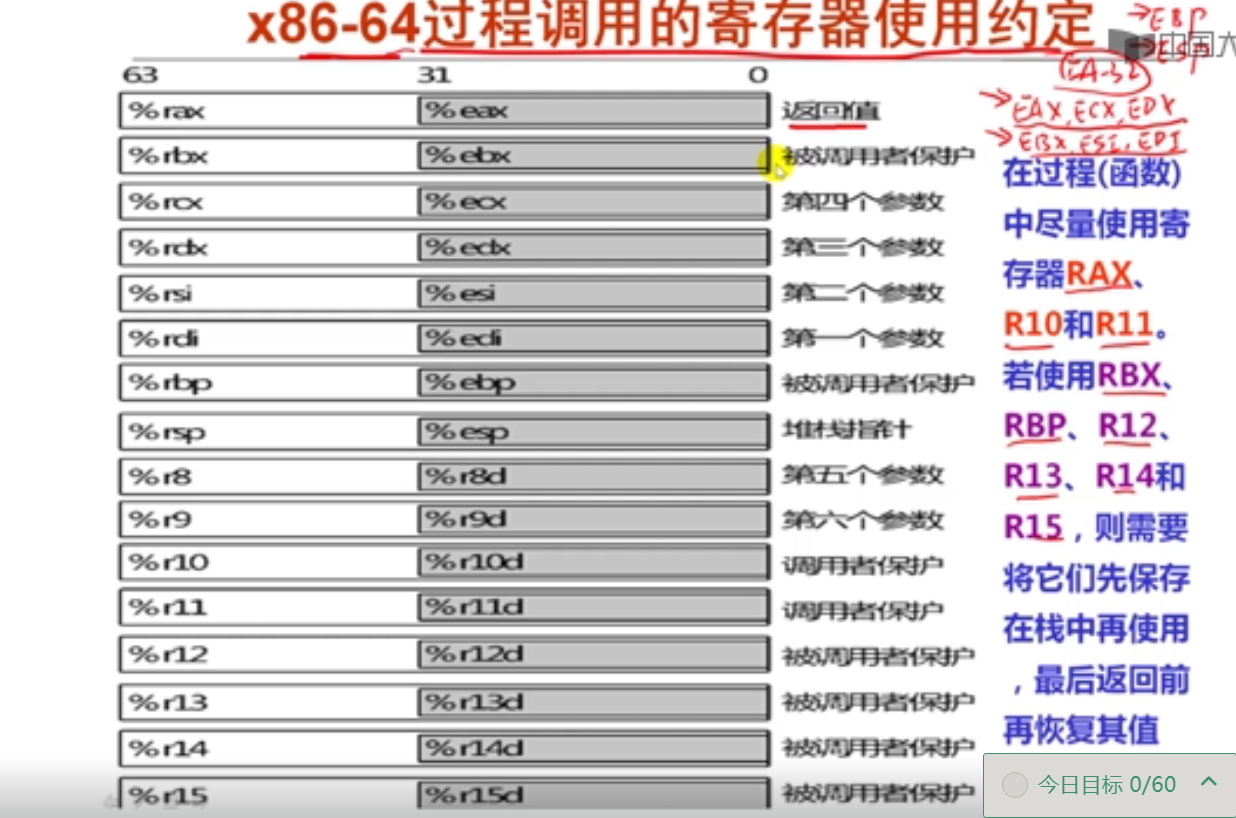 x86-64过程调用的寄存器使用约定
→EBP
→ESP
中国大
IA-32
63 31 0
→EAX, ECX, EDX
→EBX, ESI, EDI
%rax %eax 返回值
%rbx %ebx 被调用者保护
%rcx %ecx 第四个参数
%rdx %edx 第三个参数
%rsi %esi 第二个参数
%rdi %edi 第一个参数
%rbp %ebp 被调用者保护
%rsp %esp 堆栈指针
%r8 %r8d 第五个参数
%r9 %r9d 第六个参数
%r10 %r10d 调用者保护
%r11 %r11d 调用者保护
%r12 %r12d 被调用者保护
%r13 %r13d 被调用者保护
%r14 %r14d 被调用者保护
%r15 %r15d 被调用者保护
在过程(函数)
中尽量使用寄
存器RAX、
R10和R11。
若使用RBX、
RBP、R12、
R13、R14和
R15，则需要
将它们先保存
在栈中再使用
，最后返回前
再恢复其值
今日目标 0/60